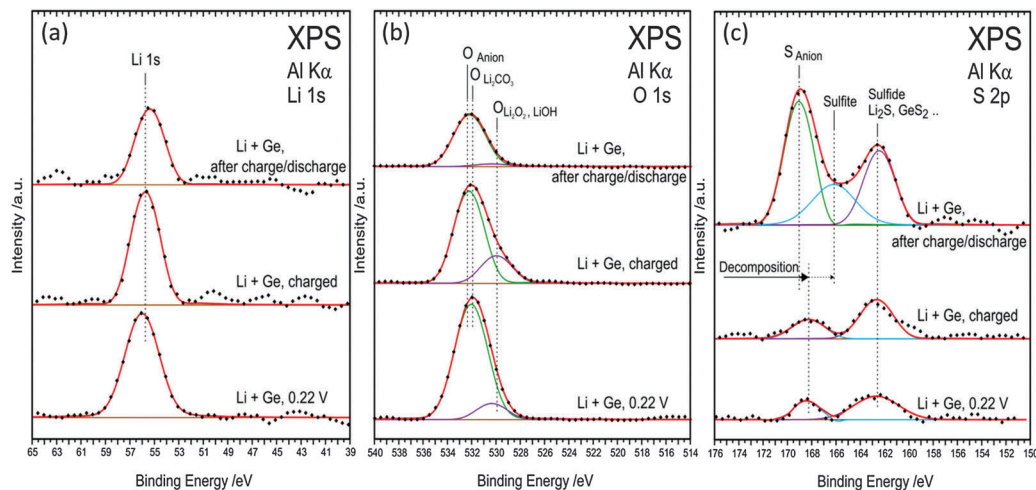 (a)
XPS
Al Kα
Li 1s
Li 1s
Li + Ge,
after charge/discharge
Li + Ge, charged
Li + Ge, 0.22 V
Intensity /a.u.
65 63 61 59 57 55 53 51 49 47 45 43 41 39
Binding Energy /eV
(b)
XPS
Al Kα
O 1s
O Anion
O Li₂CO₃
O Li₂O₂ , LiOH
Li + Ge,
after charge/discharge
Li + Ge, charged
Li + Ge, 0.22 V
Intensity /a.u.
540 538 536 534 532 530 528 526 524 522 520 518 516 514
Binding Energy /eV
(c)
XPS
Al Kα
S 2p
S Anion
Sulfite
Sulfide
Li₂S, GeS₂ ..
Li + Ge,
after charge/discharge
Decomposition
Li + Ge, charged
Li + Ge, 0.22 V
Intensity /a.u.
176 174 172 170 168 166 164 162 160 158 156 154 152 150
Binding Energy /eV